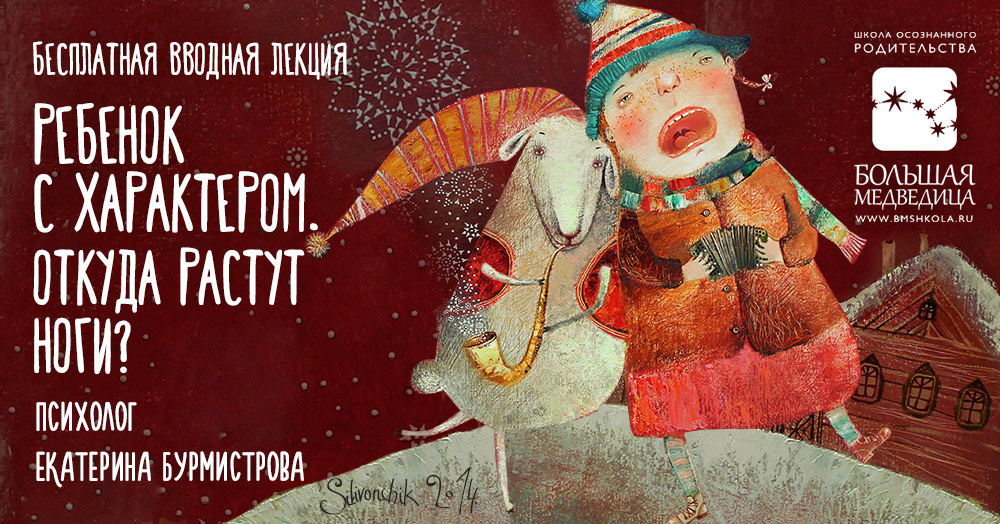 БЕСПЛАТНАЯ ВВОДНАЯ ЛЕКЦИЯ
РЕБЕНОК
С ХАРАКТЕРОМ.
ОТКУДА РАСТУТ
НОГИ?
ПСИХОЛОГ
ЕКАТЕРИНА БУРМИСТРОВА
ШКОЛА ОСОЗНАННОГО
РОДИТЕЛЬСТВА
БОЛЬШАЯ
МЕДВЕДИЦА
WWW.BMSHKOLA.RU
Silivonchik 2014